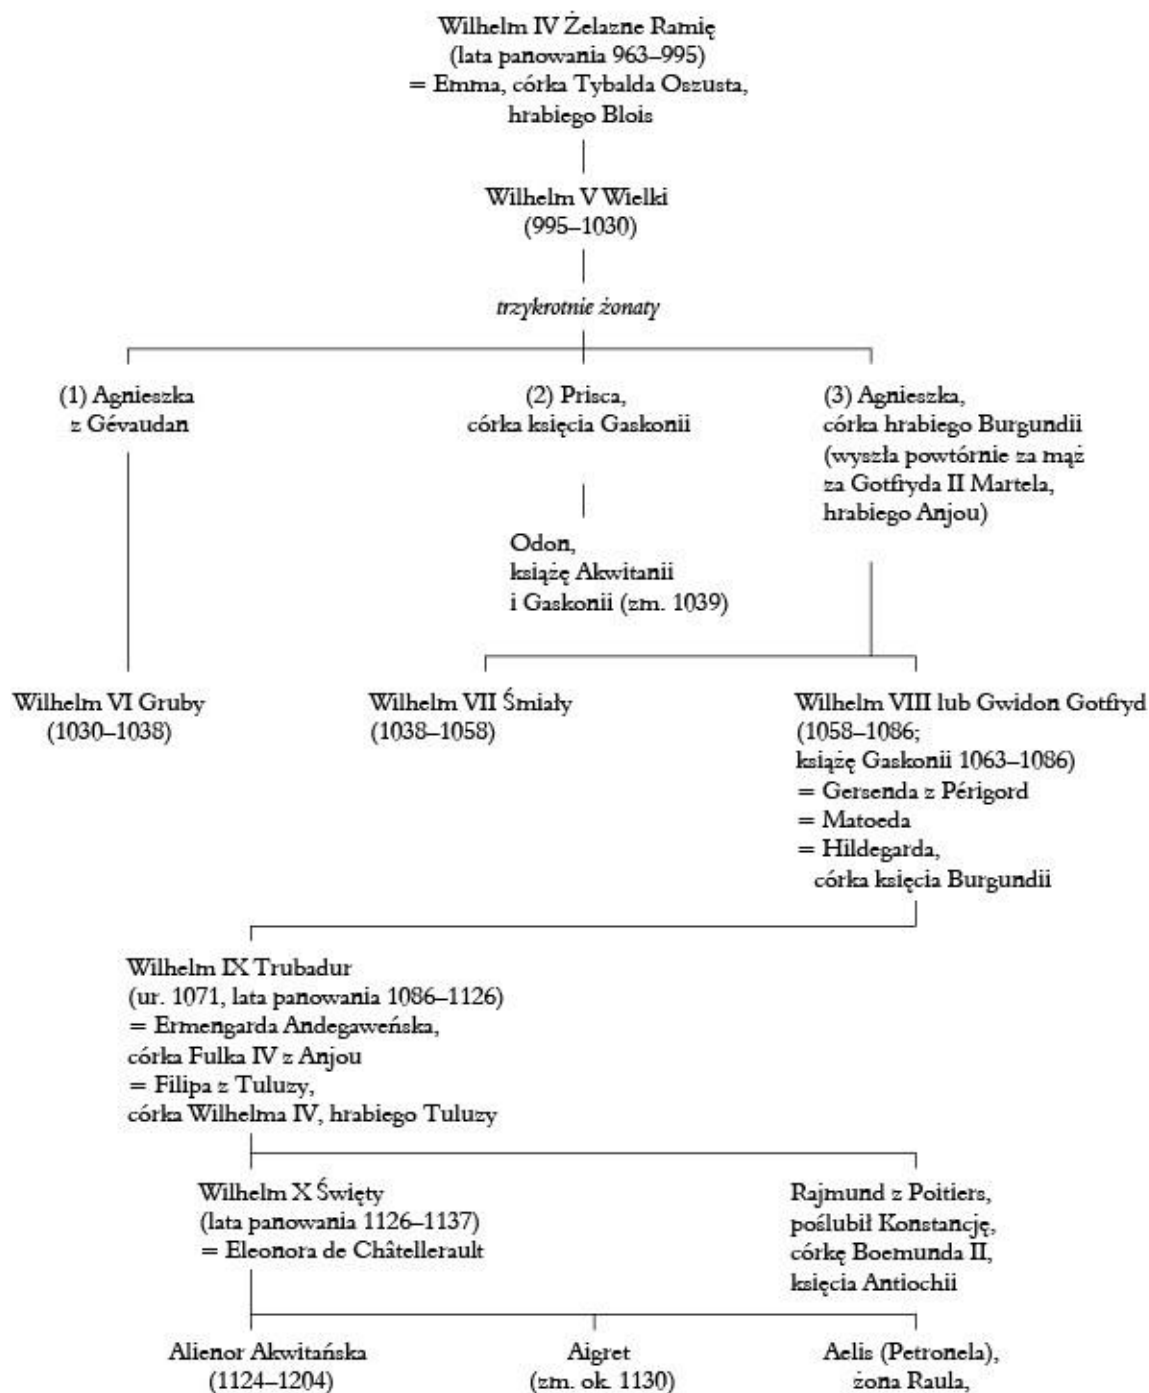 Wilhelm IV Żelazne Ramię
(lata panowania 963–995)
= Emma, córka Tybalda Oszusta,
hrabiego Blois
Wilhelm V Wielki
(995–1030)
trzykrotnie żonaty
(1) Agnieszka
z Gévaudan
(2) Prisca,
córka księcia Gaskonii
(3) Agnieszka,
córka hrabiego Burgundii
(wyszła powtórnie za mąż
za Gotfryda II Martela,
hrabiego Anjou)
Odon,
książę Akwitanii
i Gaskonii (zm. 1039)
Wilhelm VI Gruby
(1030–1038)
Wilhelm VII Śmiały
(1038–1058)
Wilhelm VIII lub Gwidon Gotfryd
(1058–1086;
książę Gaskonii 1063–1086)
= Gersenda z Périgord
= Matoeda
= Hildegarda,
córka księcia Burgundii
Wilhelm IX Trubadur
(ur. 1071, lata panowania 1086–1126)
= Ermengarda Andegaweńska,
córka Fulka IV z Anjou
= Filipa z Tuluzy,
córka Wilhelma IV, hrabiego Tuluzy
Wilhelm X Święty
(lata panowania 1126–1137)
= Eleonora de Châtellerault
Rajmund z Poitiers,
poślubił Konstancję,
córkę Boemunda II,
księcia Antiochii
Alienor Akwitańska
(1124–1204)
Aigret
(zm. ok. 1130)
Aelis (Petronela),
żona Raula,